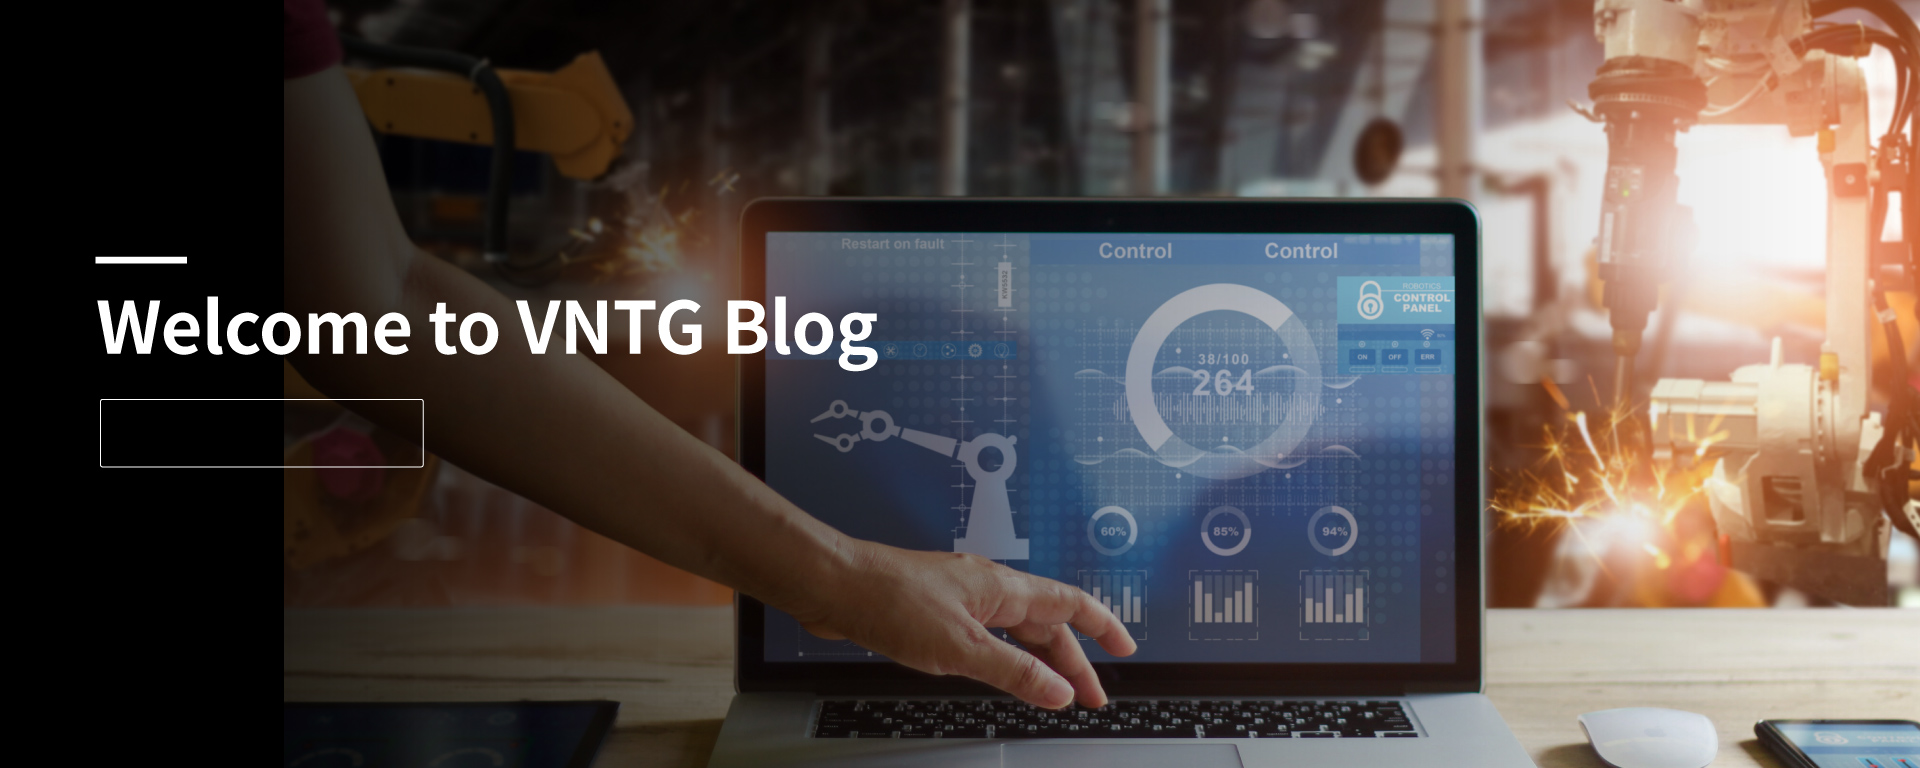 Welcome to VNTG Blog
Restart on fault
KW5532
Control
Control
ROBOTICS
CONTROL
PANEL
ON
OFF
ERR
38/100
264
60%
85%
94%